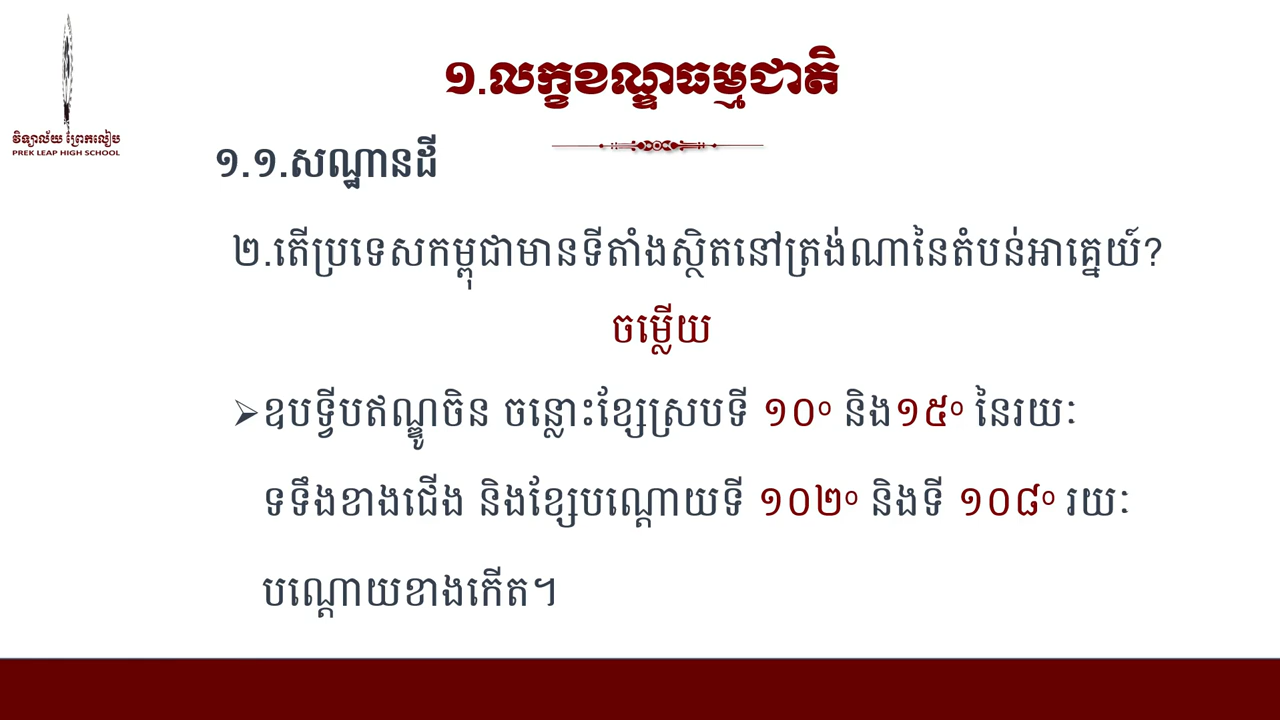 ១.លក្ខខណ្ឌធម្មជាតិ
វិទ្យាល័យ ព្រែកលៀប
PREK LEAP HIGH SCHOOL
១.១.សណ្ឋានដី
២.តើប្រទេសកម្ពុជាមានទីតាំងស្ថិតនៅត្រង់ណានៃតំបន់អាគ្នេយ៍?
ចម្លើយ
➢ឧបទ្វីបឥណ្ឌូចិន ចន្លោះខ្សែស្របទី ១០⁰ និង១៥⁰ នៃរយៈ
ទទឹងខាងជើង និងខ្សែបណ្តោយទី ១០២⁰ និងទី ១០៨⁰ រយៈ
បណ្តោយខាងកើត។